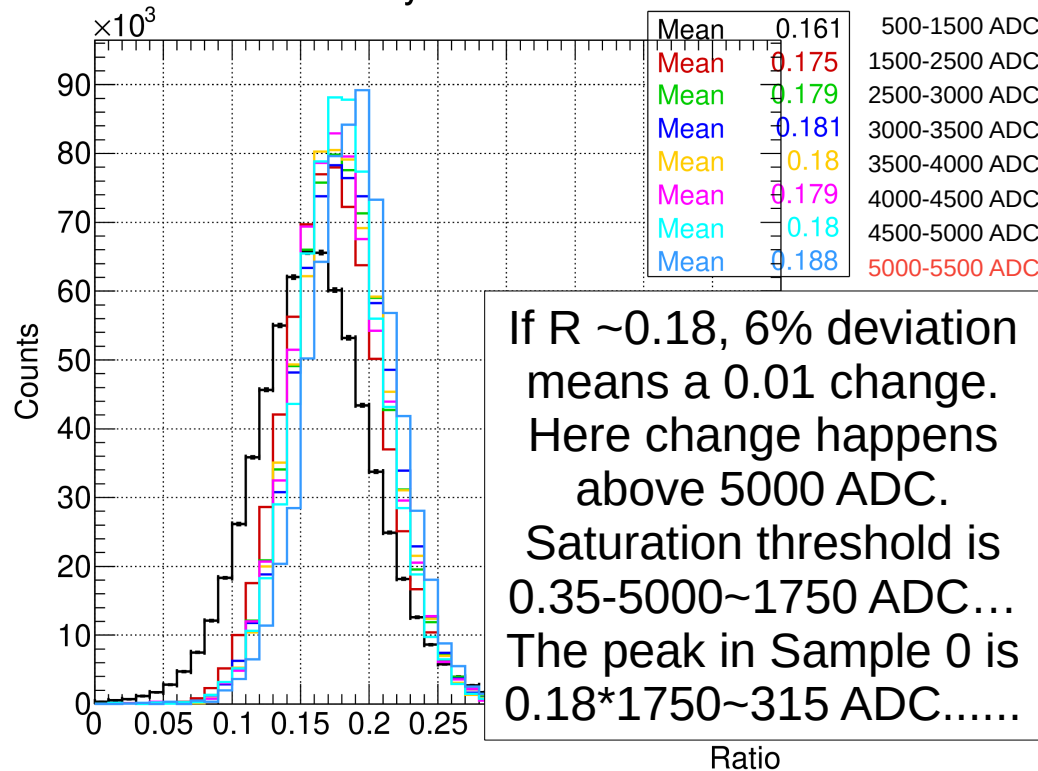 ×10³
Mean 0.161 500-1500 ADC
Mean 0.175 1500-2500 ADC
Mean 0.179 2500-3000 ADC
Mean 0.181 3000-3500 ADC
Mean 0.18 3500-4000 ADC
Mean 0.179 4000-4500 ADC
Mean 0.18 4500-5000 ADC
Mean 0.188 5000-5500 ADC
90
80
70
60
50
40
30
20
10
0
Counts
0 0.05 0.1 0.15 0.2 0.25
Ratio
If R ~0.18, 6% deviation
means a 0.01 change.
Here change happens
above 5000 ADC.
Saturation threshold is
0.35-5000~1750 ADC…
The peak in Sample 0 is
0.18*1750~315 ADC......